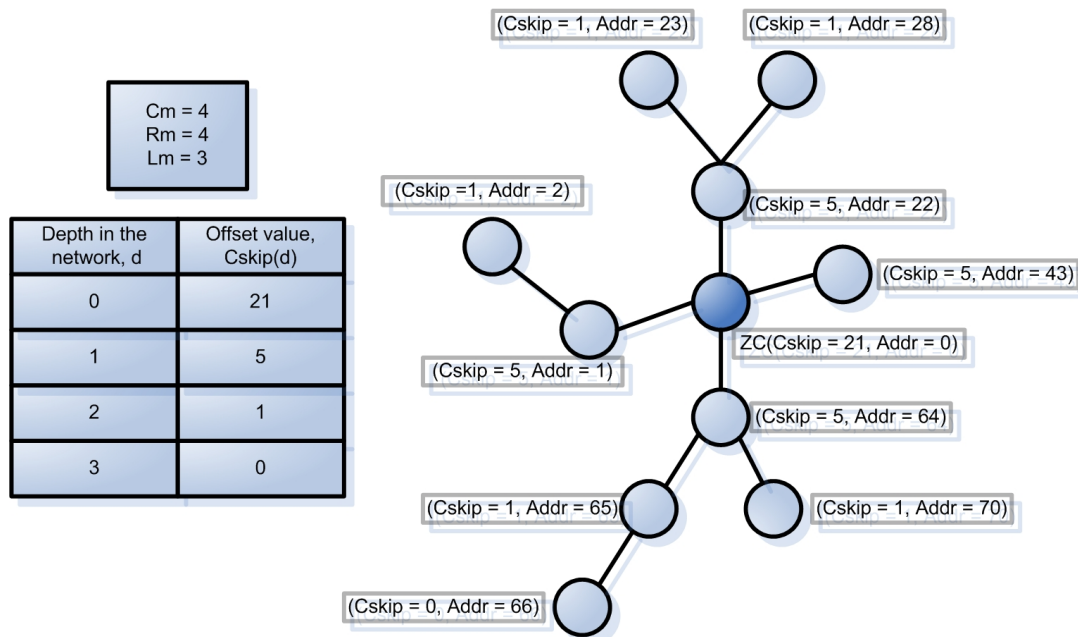 Cm = 4
Rm = 4
Lm = 3
Depth in the network, d
Offset value, Cskip(d)
0
21
1
5
2
1
3
0
(Cskip = 1, Addr = 23)
(Cskip = 1, Addr = 28)
(Cskip =1, Addr = 2)
(Cskip = 5, Addr = 22)
(Cskip = 5, Addr = 43)
ZC(Cskip = 21, Addr = 0)
(Cskip = 5, Addr = 1)
(Cskip = 5, Addr = 64)
(Cskip = 1, Addr = 65)
(Cskip = 1, Addr = 70)
(Cskip = 0, Addr = 66)